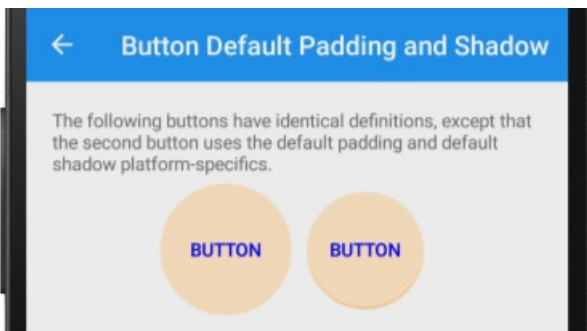 Button Default Padding and Shadow
The following buttons have identical definitions, except that
the second button uses the default padding and default
shadow platform-specifics.
BUTTON BUTTON